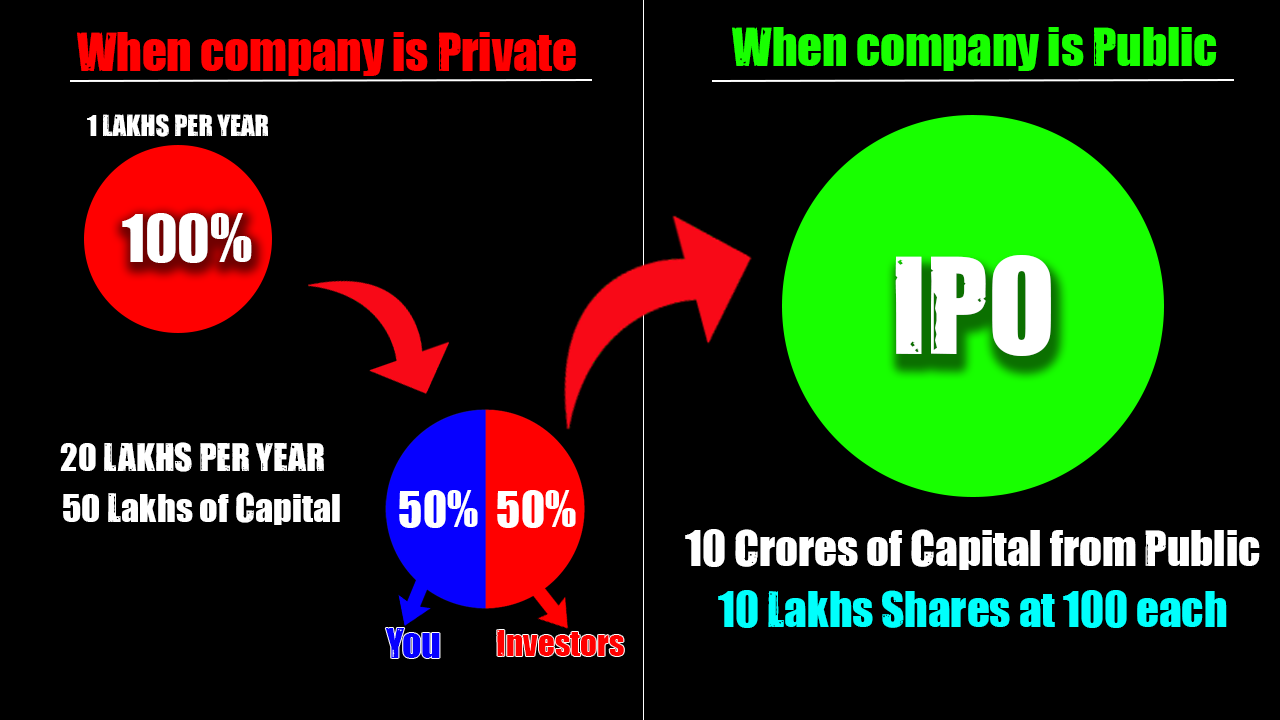 When company is Private
1 LAKHS PER YEAR
100%
20 LAKHS PER YEAR
50 Lakhs of Capital
50% 50%
You
Investors
When company is Public
IPO
10 Crores of Capital from Public
10 Lakhs Shares at 100 each